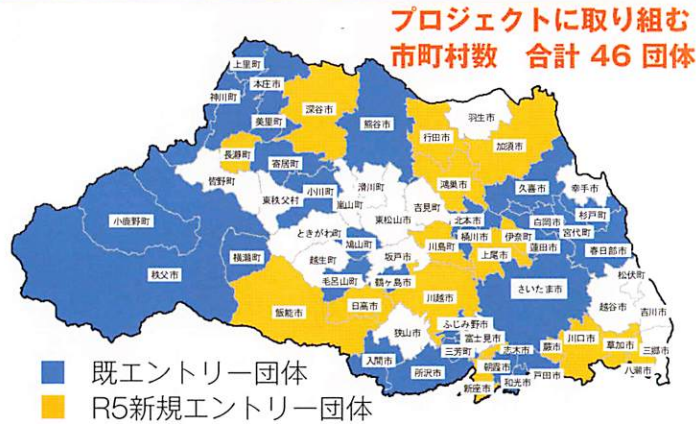 プロジェクトに取り組む
市町村数 合計 46 団体
上里町
本庄市
神川町
美里町
深谷市
熊谷市
行田市
羽生市
加須市
長瀞町
寄居町
皆野町
小川町
滑川町
嵐山町
東秩父村
東松山市
吉見町
鴻巣市
久喜市
幸手市
北本市
白岡市
杉戸町
宮代町
小鹿野町
ときがわ町
鳩山町
川島町
桶川市
伊奈町
蓮田市
春日部市
上尾市
横瀬町
越生町
坂戸市
秩父市
毛呂山町
鶴ヶ島市
さいたま市
松伏町
越谷市
吉川市
飯能市
日高市
川越市
狭山市
ふじみ野市
富士見市
三芳町
志木市
蕨市
川口市
草加市
三郷市
八潮市
入間市
所沢市
朝霞市
戸田市
新座市
和光市
既エントリー団体
R5新規エントリー団体